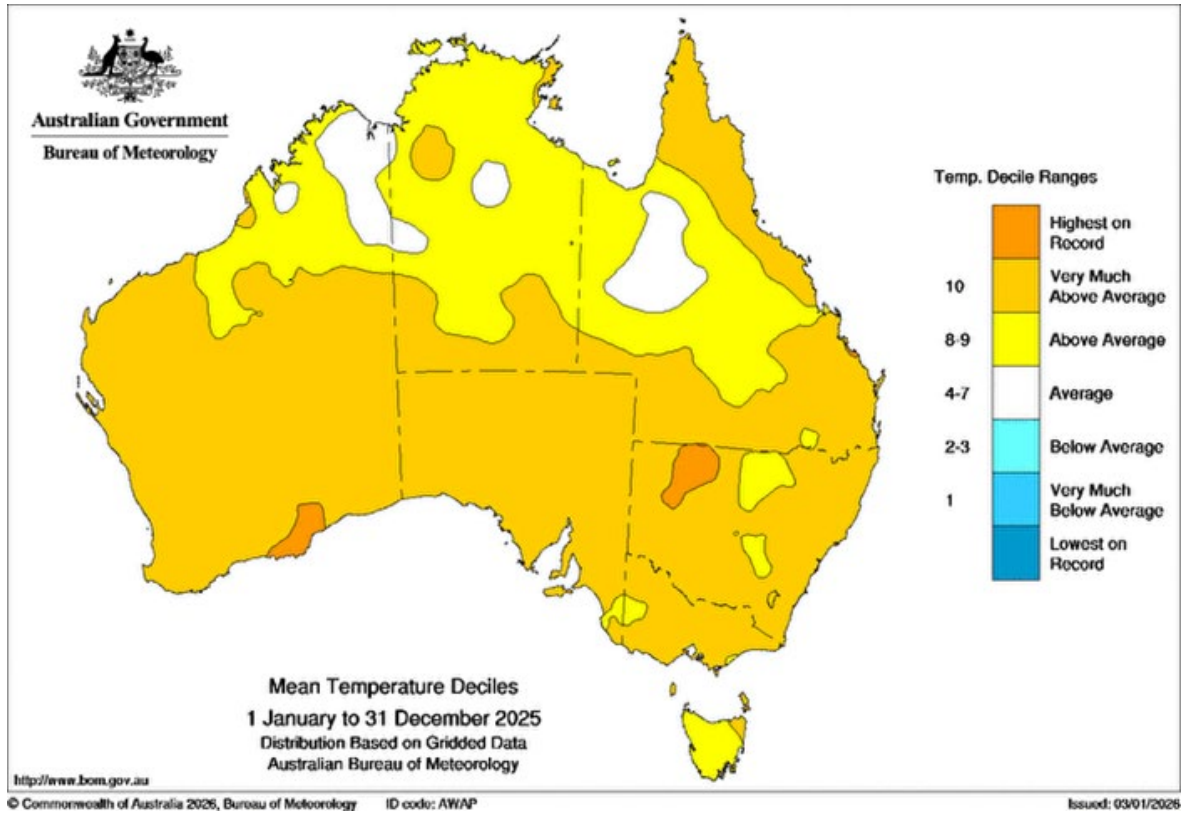 Australian Government
Bureau of Meteorology
Temp. Decile Ranges
Highest on
Record
10
Very Much
Above Average
8-9
Above Average
4-7
Average
2-3
Below Average
1
Very Much
Below Average
Lowest on
Record
Mean Temperature Deciles
1 January to 31 December 2025
Distribution Based on Gridded Data
Australian Bureau of Meteorology
http://www.bom.gov.au
© Commonwealth of Australia 2026, Bureau of Meteorology ID code: AWAP Issued: 03/01/2026